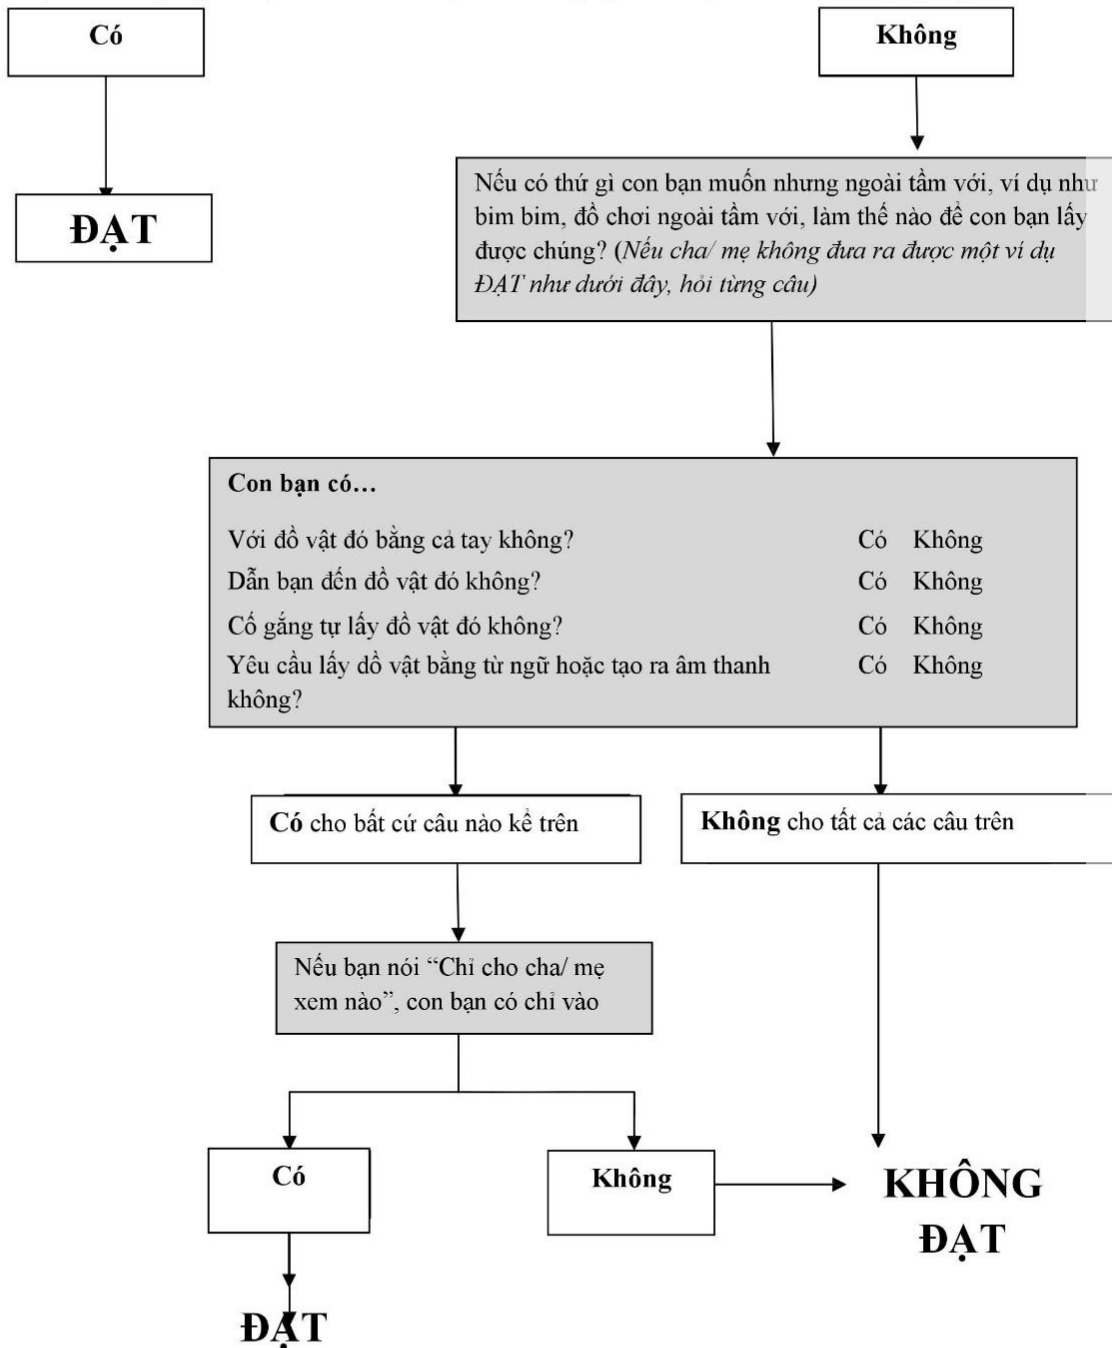 Có
Không
ĐẠT
Nếu có thứ gì con bạn muốn nhưng ngoài tầm với, ví dụ như
bim bim, đồ chơi ngoài tầm với, làm thế nào để con bạn lấy
được chúng? (Nếu cha/ mẹ không đưa ra được một ví dụ
ĐẠT như dưới đây, hỏi từng câu)
Con bạn có…
Với đồ vật đó bằng cả tay không? Có Không
Dẫn bạn đến đồ vật đó không? Có Không
Cố gắng tự lấy đồ vật đó không? Có Không
Yêu cầu lấy đồ vật bằng từ ngữ hoặc tạo ra âm thanh Có Không
không?
Có cho bất cứ câu nào kể trên
Không cho tất cả các câu trên
Nếu bạn nói “Chỉ cho cha/ mẹ
xem nào”, con bạn có chỉ vào
Có
Không
KHÔNG
ĐẠT
ĐẠT